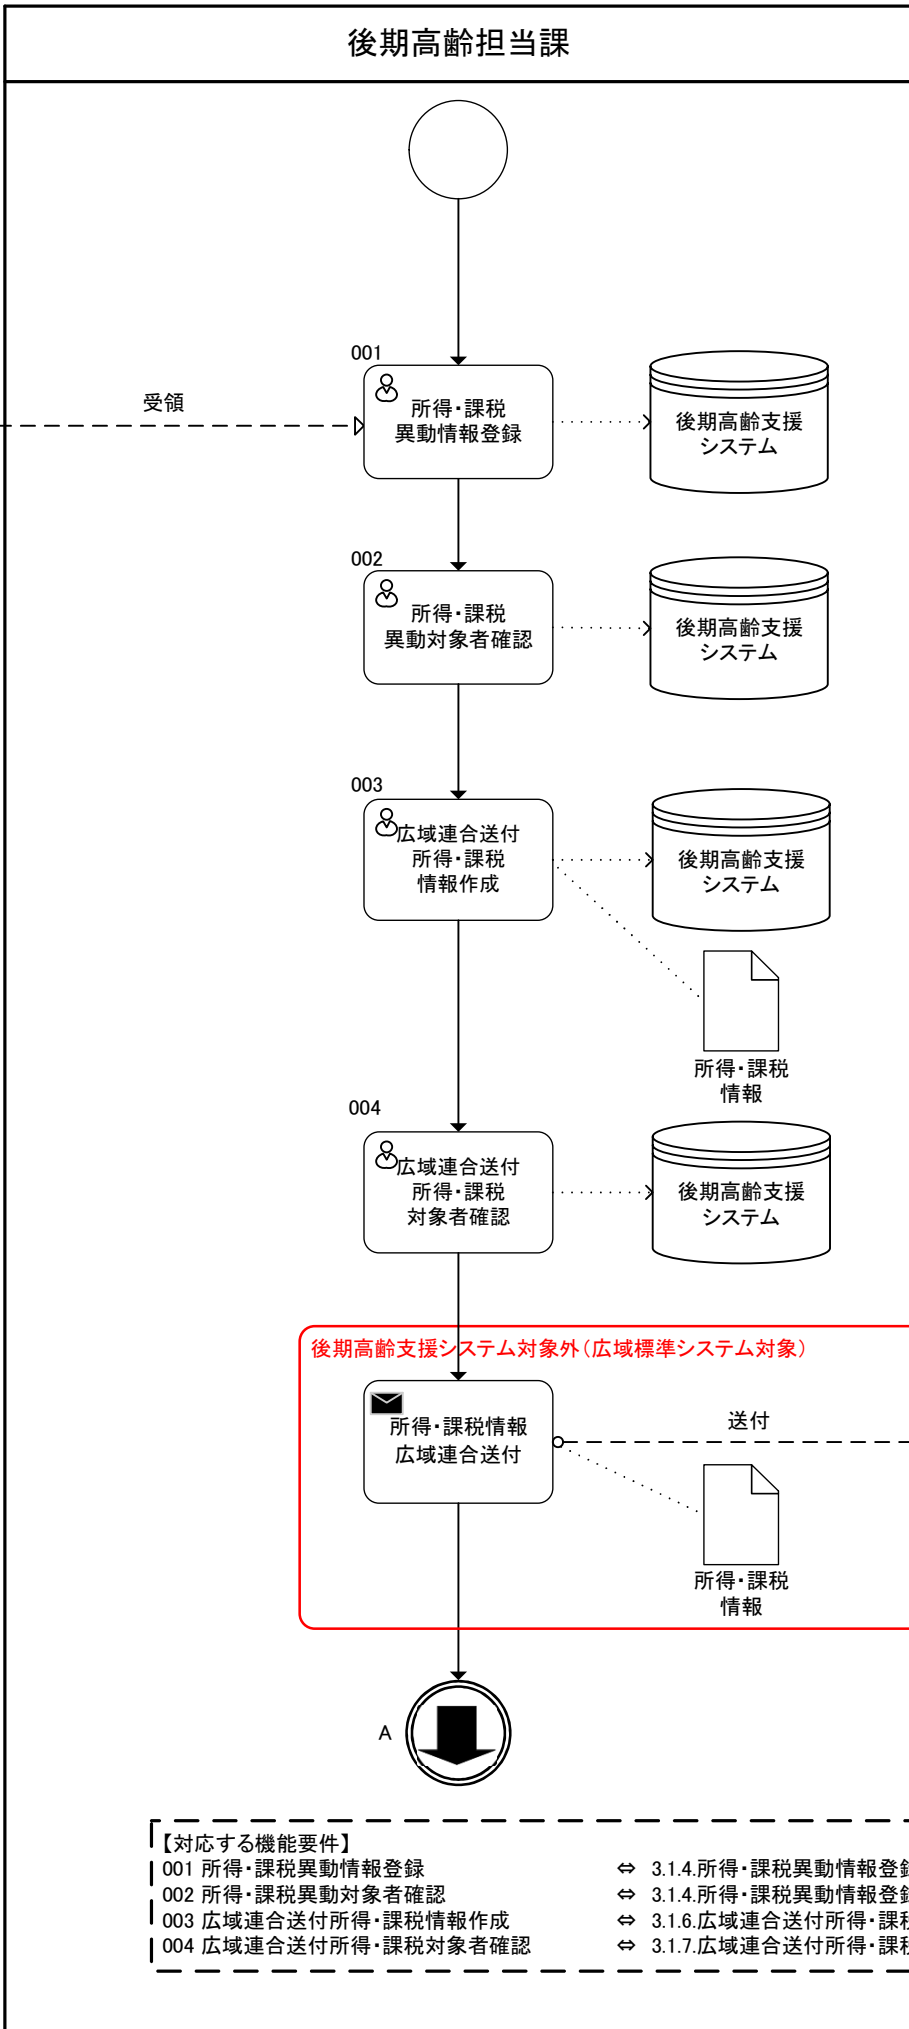 後期高齢担当課
001
受領
所得・課税
異動情報登録
後期高齢支援
システム
002
所得・課税
異動対象者確認
後期高齢支援
システム
003
広域連合送付
所得・課税
情報作成
後期高齢支援
システム
所得・課税
情報
004
広域連合送付
所得・課税
対象者確認
後期高齢支援
システム
後期高齢支援システム対象外(広域標準システム対象)
所得・課税情報
広域連合送付
送付
所得・課税
情報
A
【対応する機能要件】
001 所得・課税異動情報登録 ⇔ 3.1.4.所得・課税異動情報登録
002 所得・課税異動対象者確認 ⇔ 3.1.4.所得・課税異動情報登録
003 広域連合送付所得・課税情報作成 ⇔ 3.1.6.広域連合送付所得・課税
004 広域連合送付所得・課税対象者確認 ⇔ 3.1.7.広域連合送付所得・課税